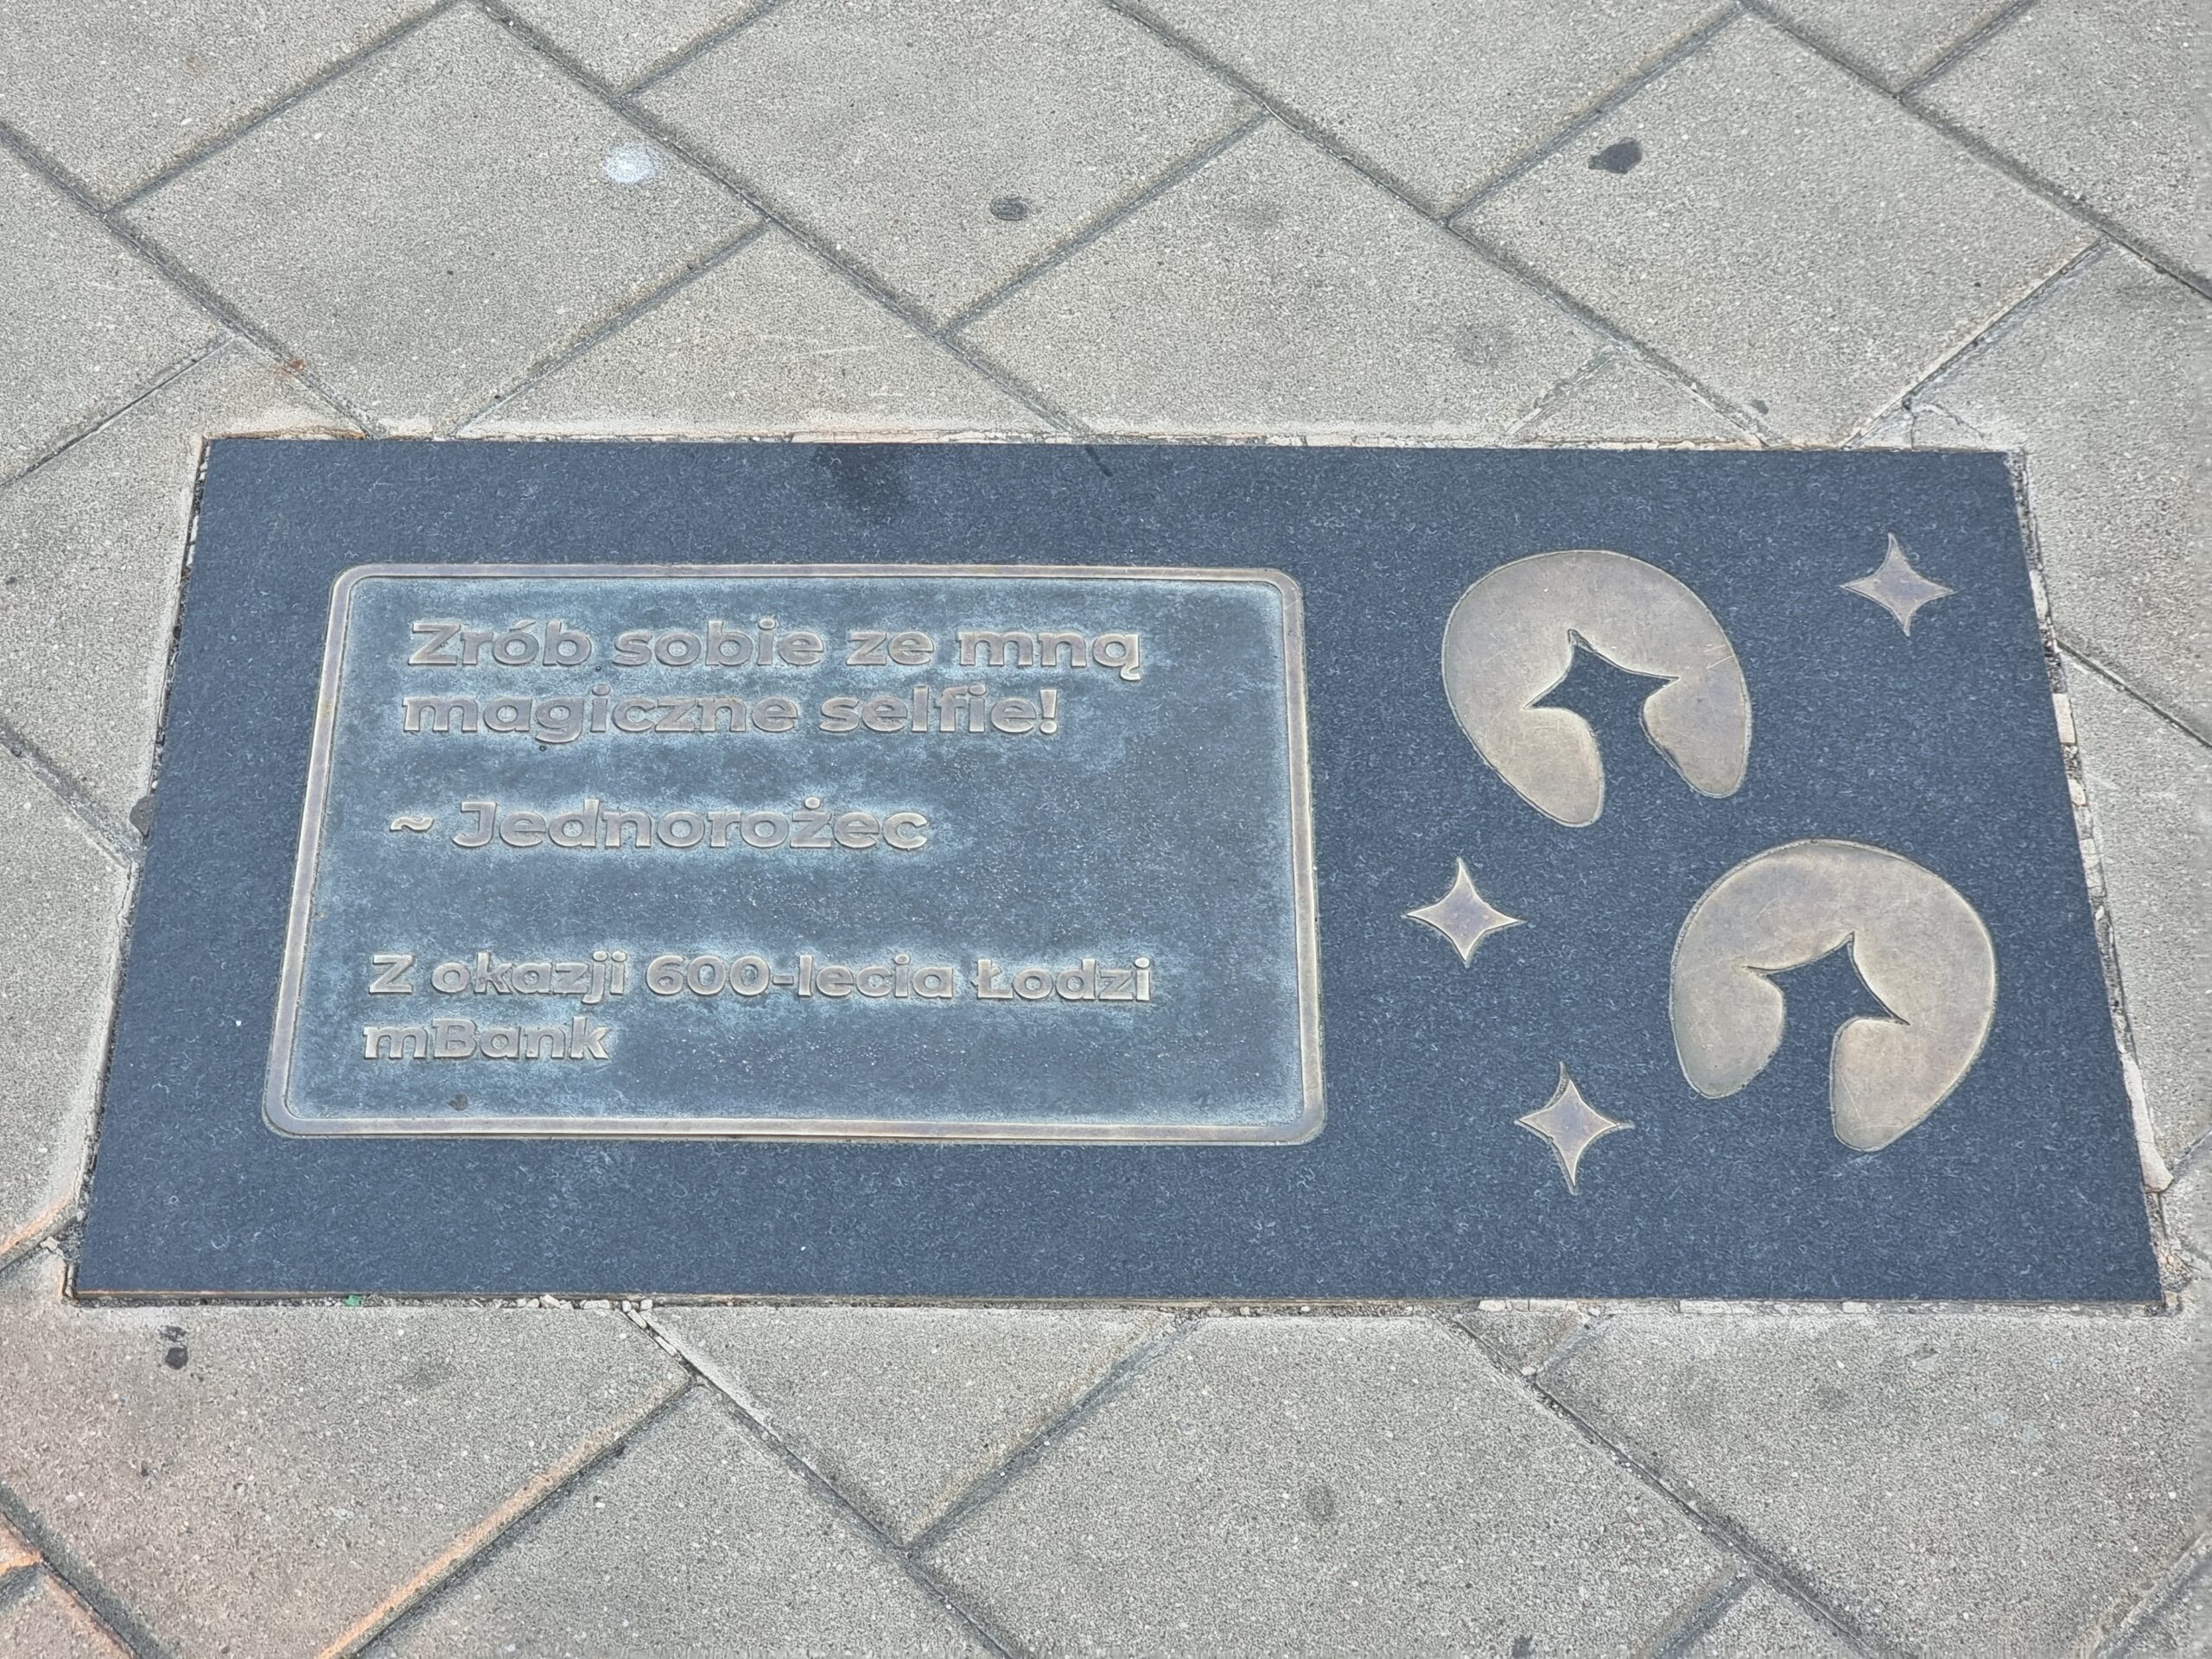 Zrób sobie ze mną
magiczne selfie!
~ Jednorożec
Z okazji 600-lecia Łodzi
mBank